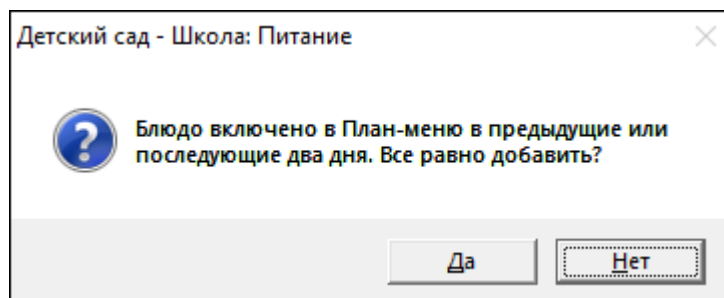 Детский сад - Школа: Питание
Блюдо включено в План-меню в предыдущие или
последующие два дня. Все равно добавить?
Да
Нет